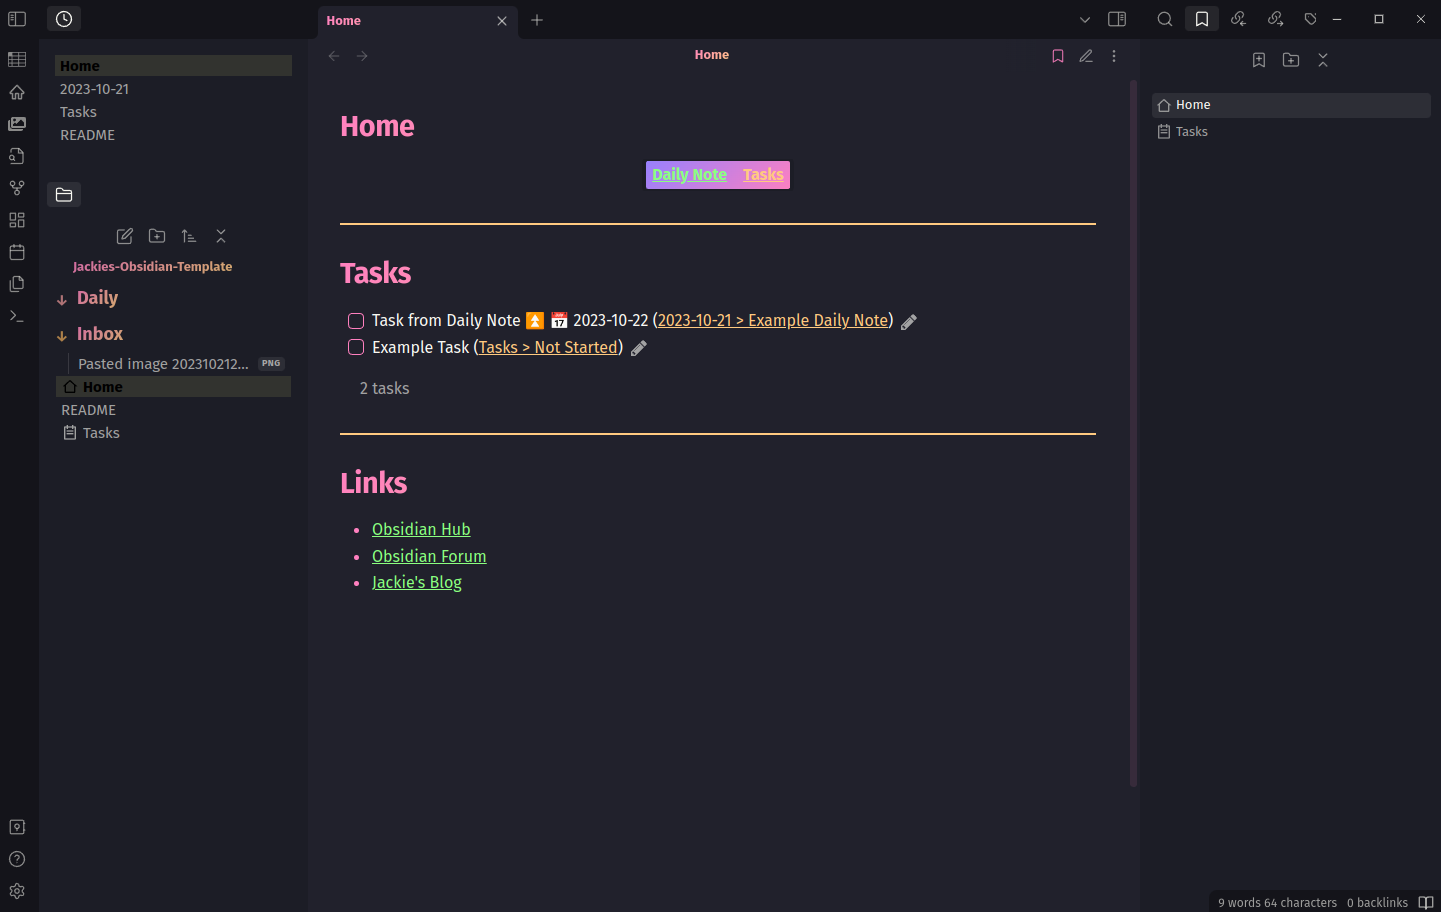 Home
2023-10-21
Tasks
README
Jackies-Obsidian-Template
Daily
Inbox
Pasted image 202310212... PNG
Home
README
Tasks
Home
Home
Home
Daily Note Tasks
Tasks
Task from Daily Note ⏫ 📅 2023-10-22 (2023-10-21 > Example Daily Note)
Example Task (Tasks > Not Started)
2 tasks
Links
Obsidian Hub
Obsidian Forum
Jackie's Blog
Home
Tasks
9 words 64 characters 0 backlinks